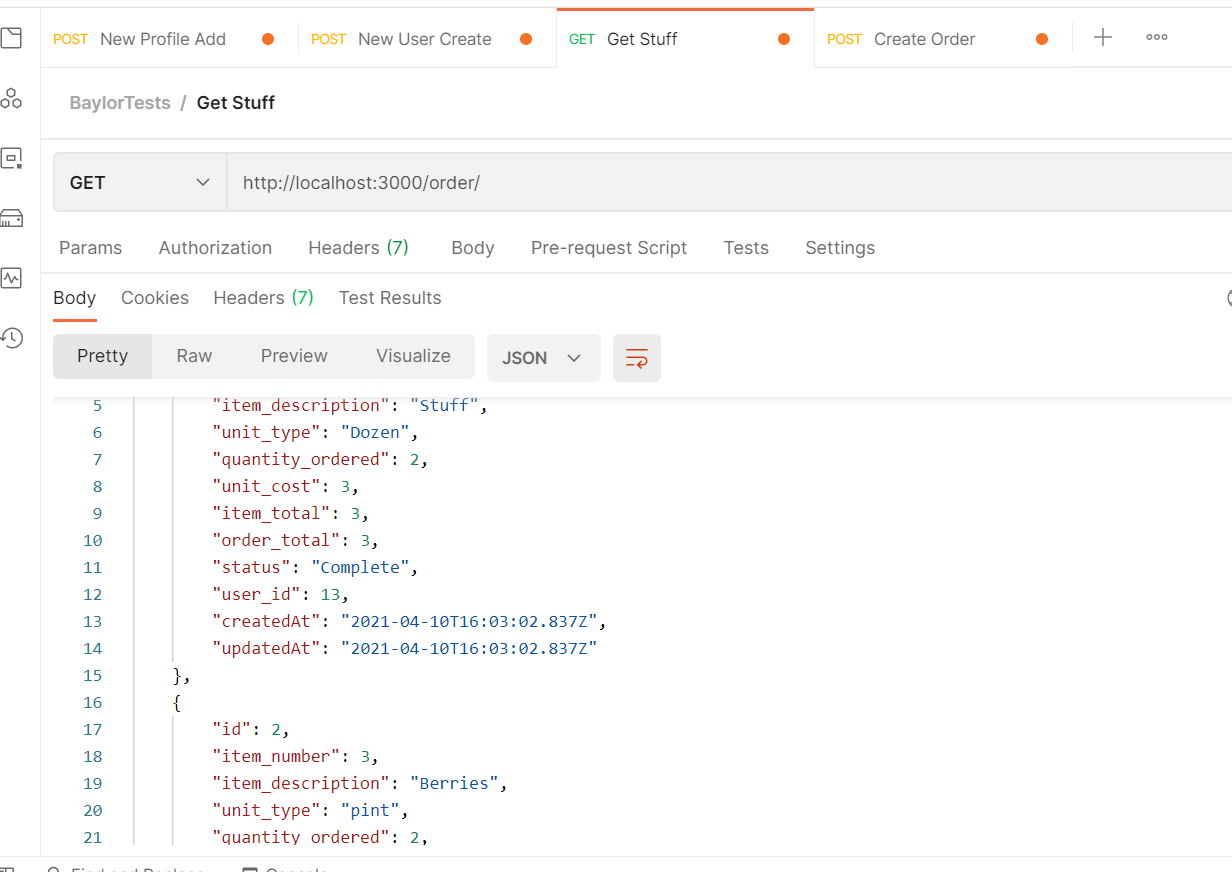 POST New Profile Add POST New User Create GET Get Stuff POST Create Order
BaylorTests / Get Stuff
GET http://localhost:3000/order/
Params Authorization Headers (7) Body Pre-request Script Tests Settings
Body Cookies Headers (7) Test Results
Pretty Raw Preview Visualize JSON
5 "item_description": "Stuff",
6 "unit_type": "Dozen",
7 "quantity_ordered": 2,
8 "unit_cost": 3,
9 "item_total": 3,
10 "order_total": 3,
11 "status": "Complete",
12 "user_id": 13,
13 "createdAt": "2021-04-10T16:03:02.837Z",
14 "updatedAt": "2021-04-10T16:03:02.837Z"
15 },
16 {
17 "id": 2,
18 "item_number": 3,
19 "item_description": "Berries",
20 "unit_type": "pint",
21 "quantity_ordered": 2,
Find and Replace Console